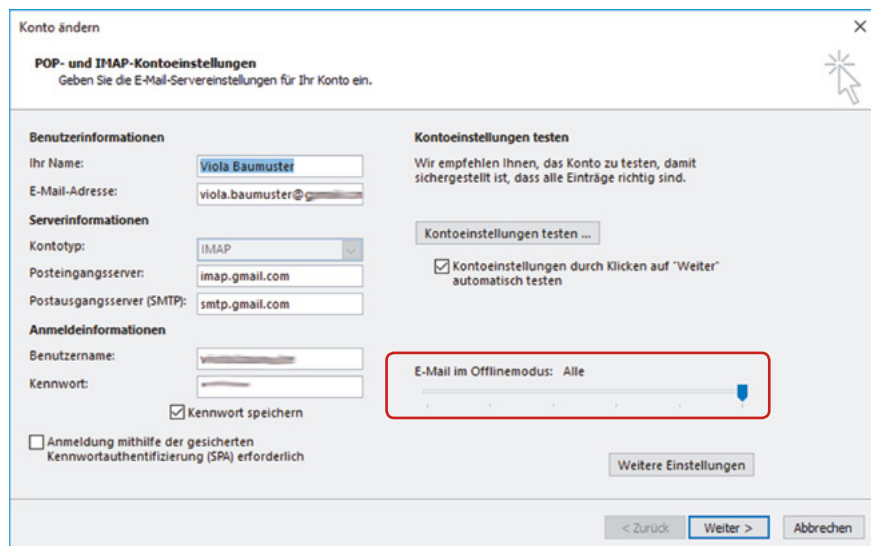 Konto ändern
POP- und IMAP-Kontoeinstellungen
Geben Sie die E-Mail-Servereinstellungen für Ihr Konto ein.
Benutzerinformationen
Ihr Name:
Viola Baumuster
E-Mail-Adresse:
viola.baumuster@
Serverinformationen
Kontotyp:
IMAP
Posteingangsserver:
imap.gmail.com
Postausgangsserver (SMTP):
smtp.gmail.com
Anmeldeinformationen
Benutzername:
Kennwort:
Kennwort speichern
Anmeldung mithilfe der gesicherten
Kennwortauthentifizierung (SPA) erforderlich
Kontoeinstellungen testen
Wir empfehlen Ihnen, das Konto zu testen, damit
sichergestellt ist, dass alle Einträge richtig sind.
Kontoeinstellungen testen ...
Kontoeinstellungen durch Klicken auf "Weiter"
automatisch testen
E-Mail im Offlinemodus: Alle
Weitere Einstellungen
< Zurück
Weiter >
Abbrechen